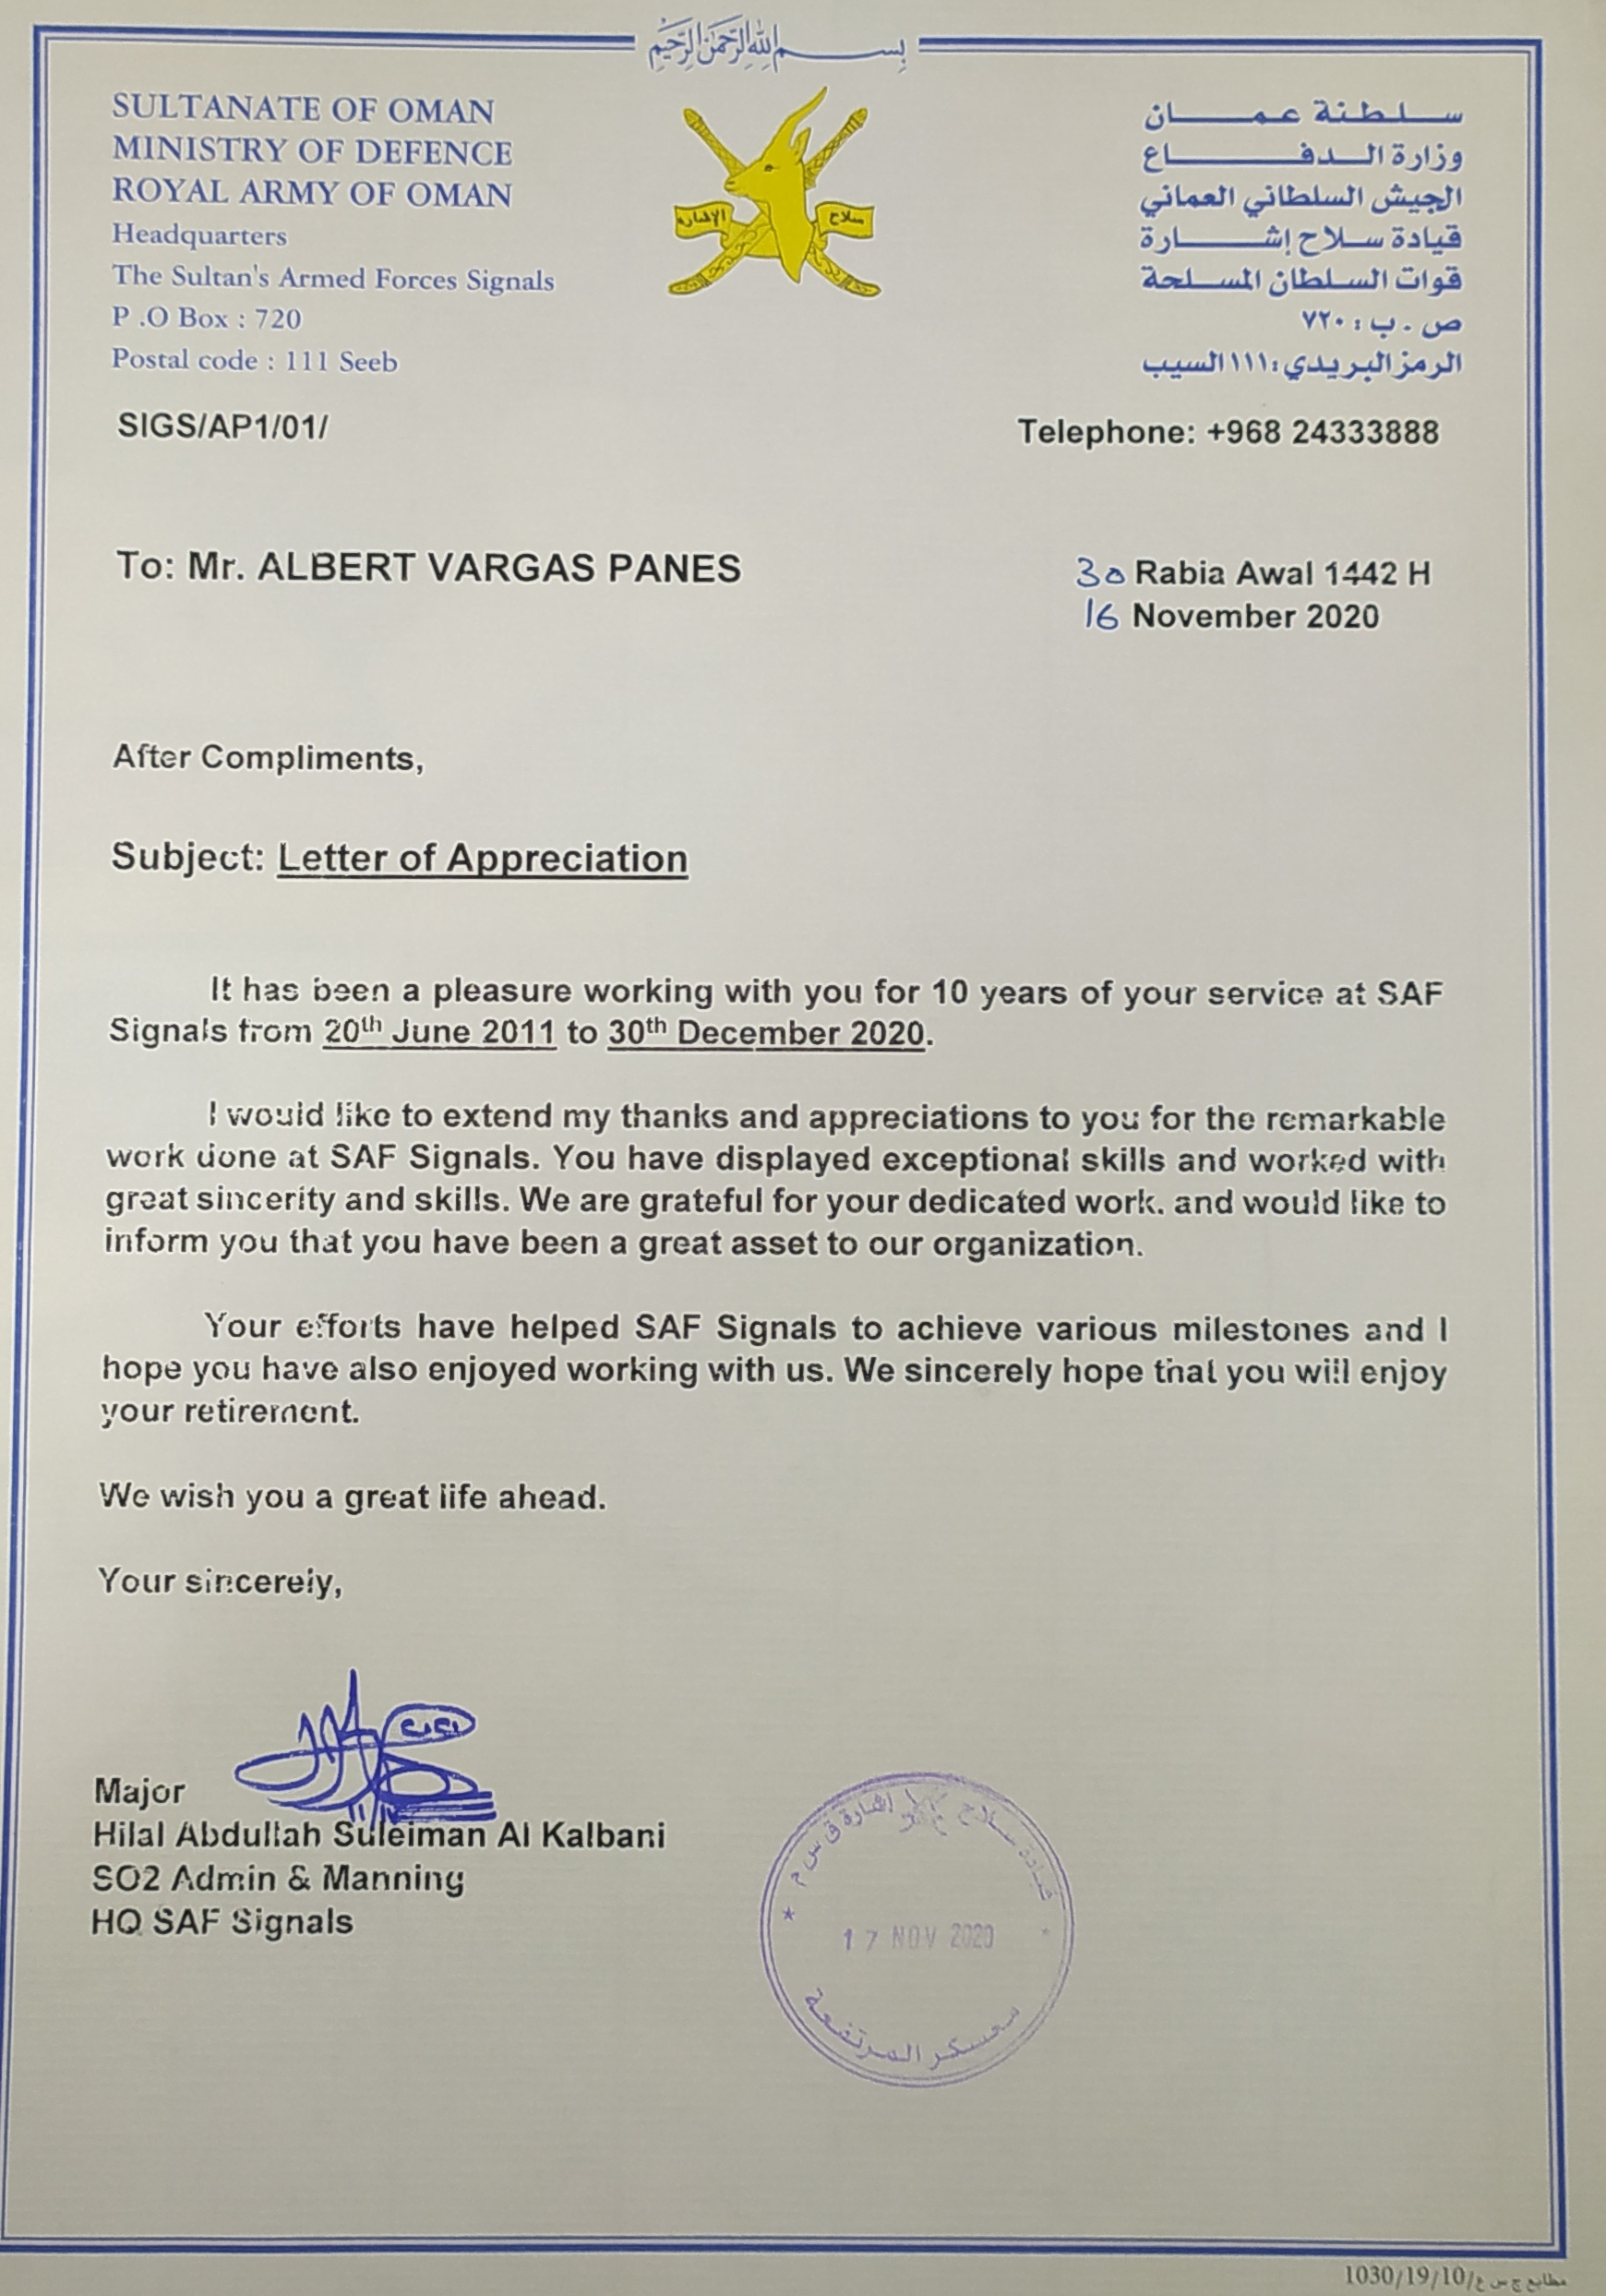 بسم الله الرحمن الرحيم
SULTANATE OF OMAN
MINISTRY OF DEFENCE
ROYAL ARMY OF OMAN
Headquarters
The Sultan's Armed Forces Signals
P .O Box : 720
Postal code : 111 Seeb
سلاح الإشارة
سلطنة عمان
وزارة الدفاع
الجيش السلطاني العماني
قيادة سلاح إشارة
قوات السلطان المسلحة
ص . ب : ٧٢٠
الرمز البريدي : ١١١ السيب
SIGS/AP1/01/
Telephone: +968 24333888
To: Mr. ALBERT VARGAS PANES
30 Rabia Awal 1442 H
16 November 2020
After Compliments,
Subject: Letter of Appreciation
It has been a pleasure working with you for 10 years of your service at SAF
Signals from 20th June 2011 to 30th December 2020.
I would like to extend my thanks and appreciations to you for the remarkable
work done at SAF Signals. You have displayed exceptional skills and worked with
great sincerity and skills. We are grateful for your dedicated work. and would like to
inform you that you have been a great asset to our organization.
Your efforts have helped SAF Signals to achieve various milestones and I
hope you have also enjoyed working with us. We sincerely hope that you will enjoy
your retirement.
We wish you a great life ahead.
Your sincerely,
Major
Hilal Abdullah Suleiman Al Kalbani
SO2 Admin & Manning
HQ SAF Signals
قيادة سلاح إشارة ق س م
17 NOV 2020
معسكر المرتفعة
مطابع ج س ع/1030/19/10